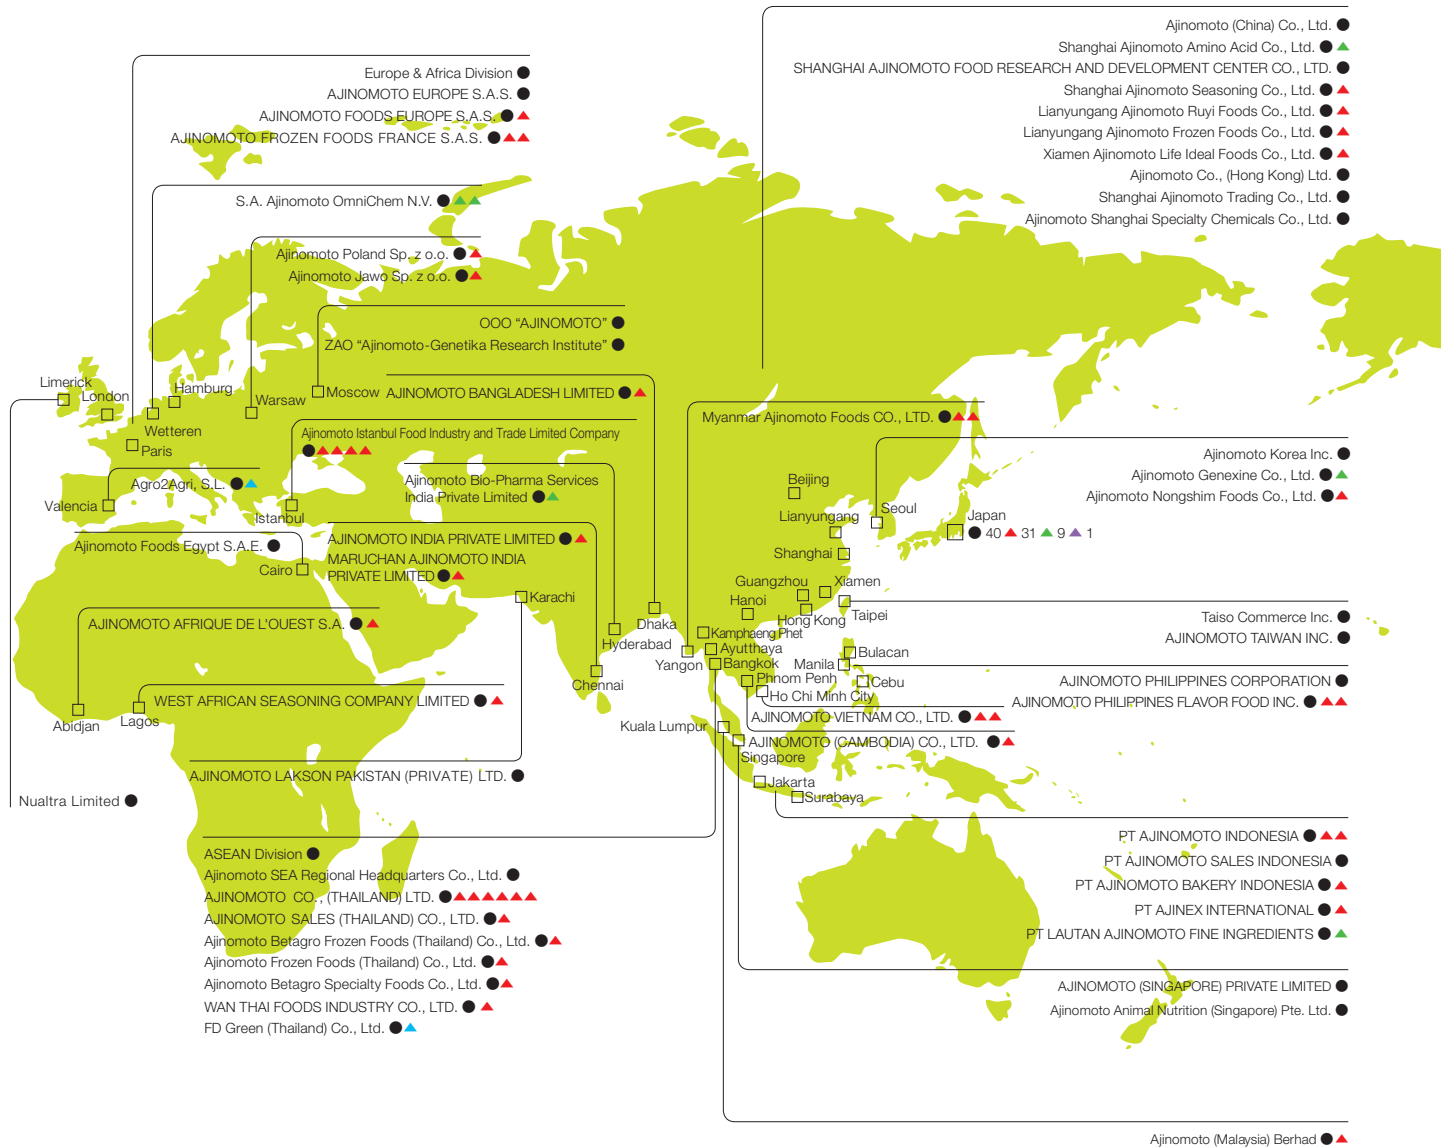 Ajinomoto (China) Co., Ltd.
Shanghai Ajinomoto Amino Acid Co., Ltd.
SHANGHAI AJINOMOTO FOOD RESEARCH AND DEVELOPMENT CENTER CO., LTD.
Shanghai Ajinomoto Seasoning Co., Ltd.
Lianyungang Ajinomoto Ruyi Foods Co., Ltd.
Lianyungang Ajinomoto Frozen Foods Co., Ltd.
Xiamen Ajinomoto Life Ideal Foods Co., Ltd.
Ajinomoto Co., (Hong Kong) Ltd.
Shanghai Ajinomoto Trading Co., Ltd.
Ajinomoto Shanghai Specialty Chemicals Co., Ltd.
Europe & Africa Division
AJINOMOTO EUROPE S.A.S.
AJINOMOTO FOODS EUROPE S.A.S.
AJINOMOTO FROZEN FOODS FRANCE S.A.S.
S.A. Ajinomoto OmniChem N.V.
Ajinomoto Poland Sp. z o.o.
Ajinomoto Jawo Sp. z o.o.
OOO “AJINOMOTO”
ZAO “Ajinomoto-Genetika Research Institute”
Limerick
London
Hamburg
Warsaw
Moscow
AJINOMOTO BANGLADESH LIMITED
Wetteren
Paris
Myanmar Ajinomoto Foods CO., LTD.
Ajinomoto Istanbul Food Industry and Trade Limited Company
Ajinomoto Korea Inc.
Ajinomoto Genexine Co., Ltd.
Ajinomoto Nongshim Foods Co., Ltd.
Agro2Agri, S.L.
Valencia
Istanbul
Ajinomoto Bio-Pharma Services
India Private Limited
Beijing
Lianyungang
Seoul
Japan
40 31 9 1
Shanghai
Ajinomoto Foods Egypt S.A.E.
Cairo
AJINOMOTO INDIA PRIVATE LIMITED
MARUCHAN AJINOMOTO INDIA
PRIVATE LIMITED
Karachi
Guangzhou
Xiamen
Hanoi
Hong Kong
Taipei
Taiso Commerce Inc.
AJINOMOTO TAIWAN INC.
AJINOMOTO AFRIQUE DE L’OUEST S.A.
Dhaka
Hyderabad
Kamphaeng Phet
Ayutthaya
Yangon
Bangkok
Bulacan
Manila
Chennai
Phnom Penh
Cebu
Ho Chi Minh City
AJINOMOTO PHILIPPINES CORPORATION
AJINOMOTO PHILIPPINES FLAVOR FOOD INC.
WEST AFRICAN SEASONING COMPANY LIMITED
Abidjan
Lagos
Kuala Lumpur
AJINOMOTO VIETNAM CO., LTD.
AJINOMOTO (CAMBODIA) CO., LTD.
Singapore
Jakarta
Surabaya
AJINOMOTO LAKSON PAKISTAN (PRIVATE) LTD.
Nualtra Limited
ASEAN Division
Ajinomoto SEA Regional Headquarters Co., Ltd.
AJINOMOTO CO., (THAILAND) LTD.
AJINOMOTO SALES (THAILAND) CO., LTD.
Ajinomoto Betagro Frozen Foods (Thailand) Co., Ltd.
Ajinomoto Frozen Foods (Thailand) Co., Ltd.
Ajinomoto Betagro Specialty Foods Co., Ltd.
WAN THAI FOODS INDUSTRY CO., LTD.
FD Green (Thailand) Co., Ltd.
PT AJINOMOTO INDONESIA
PT AJINOMOTO SALES INDONESIA
PT AJINOMOTO BAKERY INDONESIA
PT AJINEX INTERNATIONAL
PT LAUTAN AJINOMOTO FINE INGREDIENTS
AJINOMOTO (SINGAPORE) PRIVATE LIMITED
Ajinomoto Animal Nutrition (Singapore) Pte. Ltd.
Ajinomoto (Malaysia) Berhad